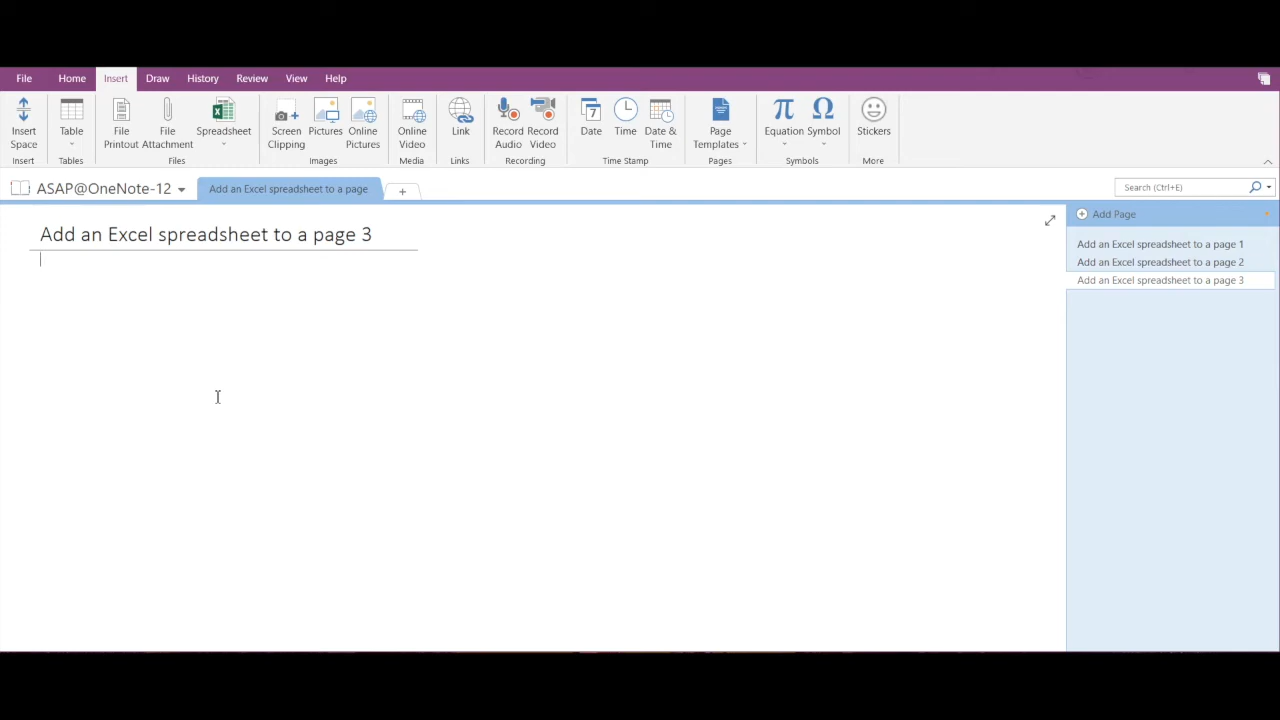 File Home Insert Draw History Review View Help
Insert Space
Table
File Printout
File Attachment
Spreadsheet
Screen Clipping
Pictures
Online Pictures
Online Video
Link
Record Audio
Record Video
7
Date
Time
Date & Time
Page Templates
π
Equation
Ω
Symbol
Stickers
Insert Tables Files Images Media Links Recording Time Stamp Pages Symbols More
ASAP@OneNote-12
Add an Excel spreadsheet to a page
+
Search (Ctrl+E)
Add an Excel spreadsheet to a page 3
Add Page
Add an Excel spreadsheet to a page 1
Add an Excel spreadsheet to a page 2
Add an Excel spreadsheet to a page 3